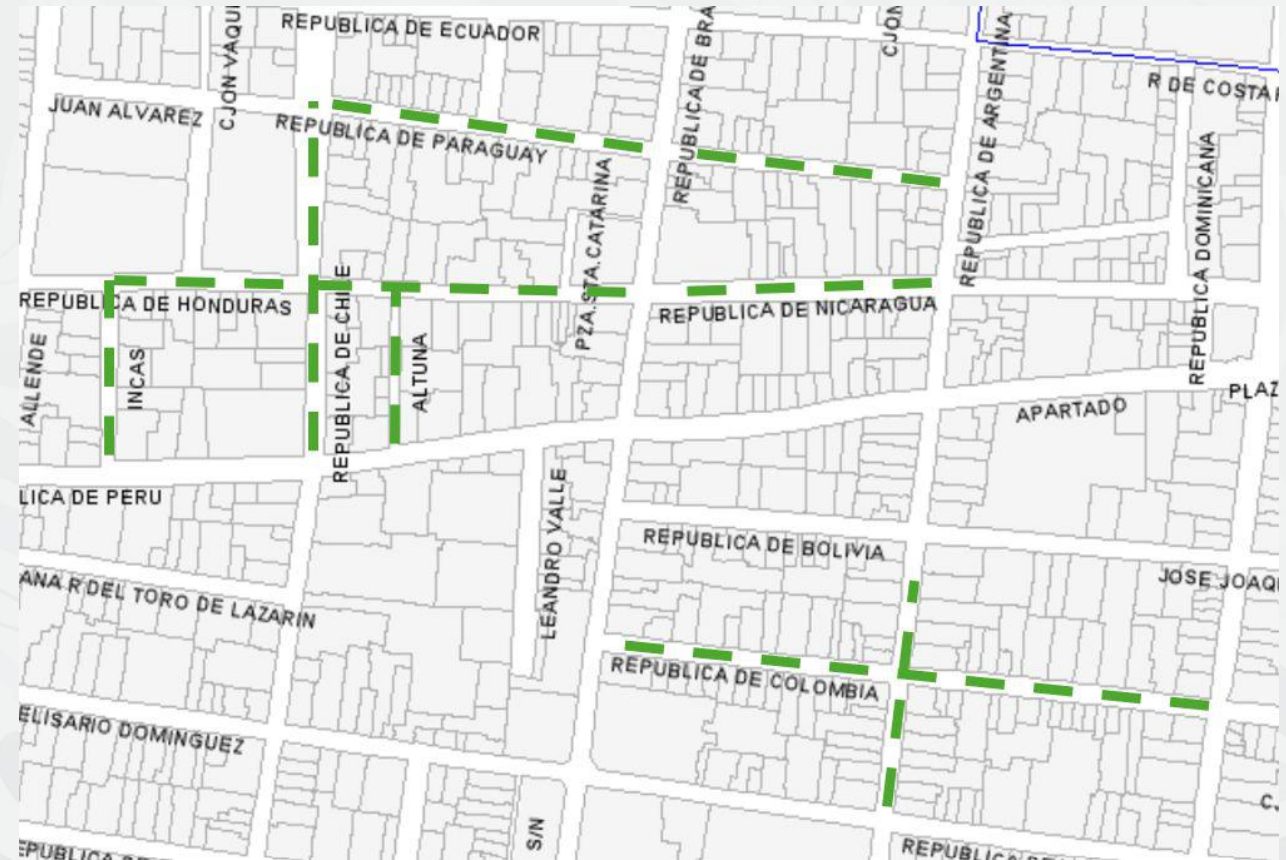 REPUBLICA DE ECUADOR
C JON VAQUI
REPUBLICA DE BRA
CJON
REPUBLICA DE ARGENTINA
R DE COSTA
JUAN ALVAREZ
REPUBLICA DE PARAGUAY
REPUBLICA DOMINICANA
PZA. STA. CATARINA
REPUBLICA DE HONDURAS
REPUBLICA DE CHILE
REPUBLICA DE NICARAGUA
ALLENDE
INCAS
ALTUNA
PLAZ
APARTADO
LICA DE PERU
LEANDRO VALLE
REPUBLICA DE BOLIVIA
JOSE JOAQ
ANA R DEL TORO DE LAZARIN
REPUBLICA DE COLOMBIA
ELISARIO DOMINGUEZ
C.
S/N
EPUBLICA
REPUBLICA